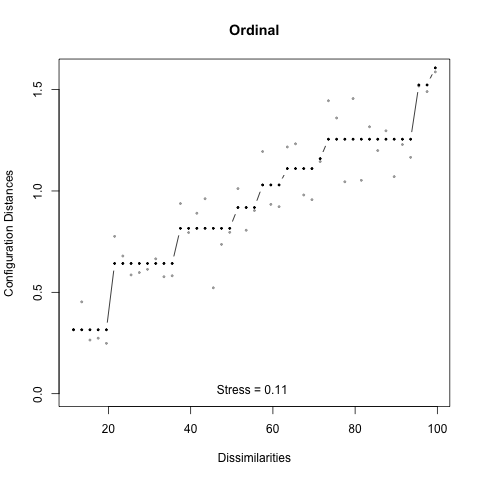 Ordinal
Configuration Distances
1.5
1.0
0.5
0.0
Stress = 0.11
20 40 60 80 100
Dissimilarities